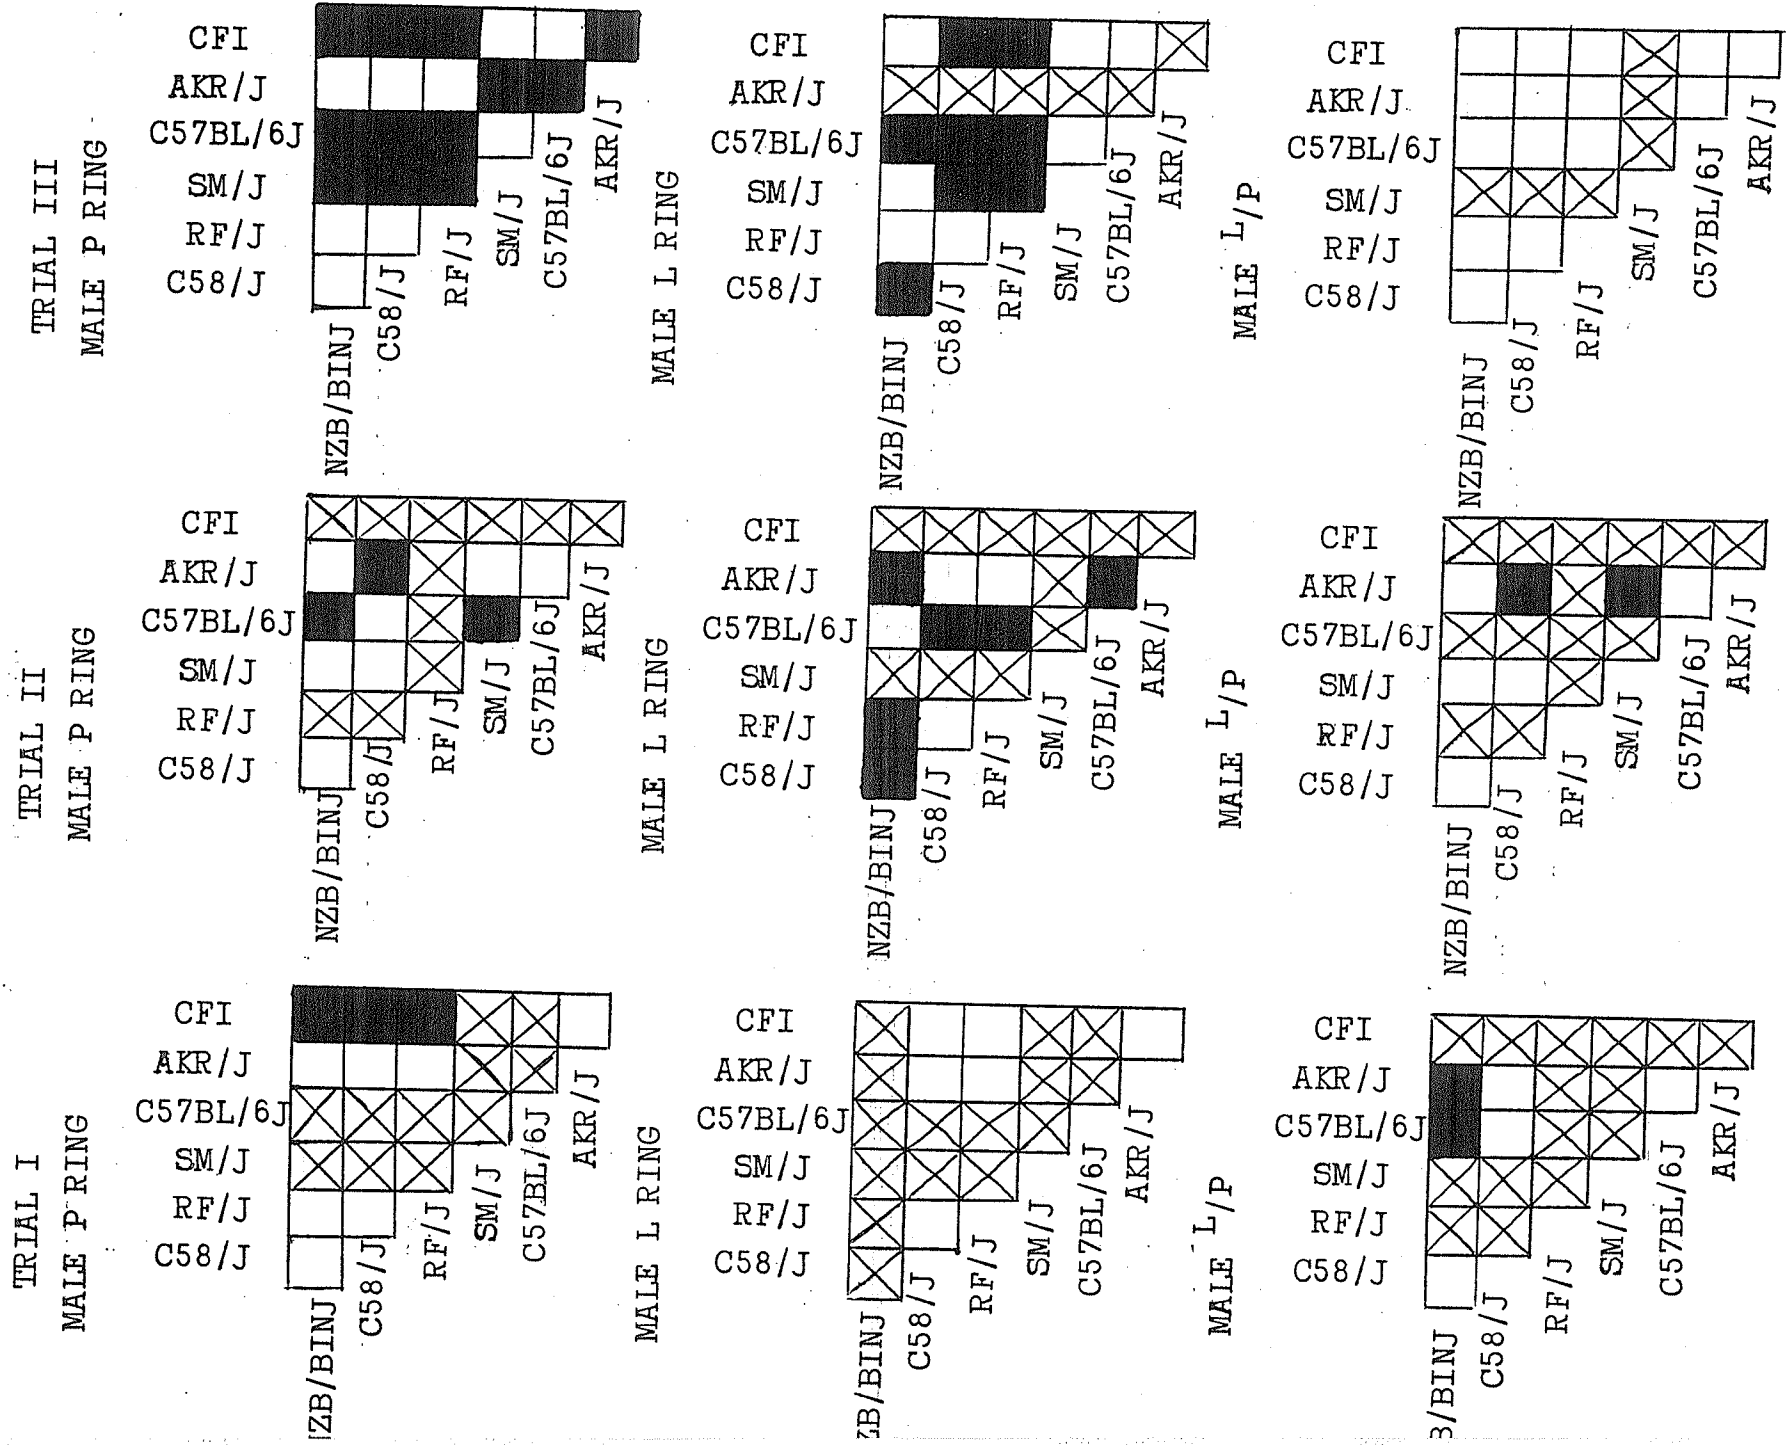 TRIAL III
MALE P RING
CFI
AKR/J
C57BL/6J
SM/J
RF/J
C58/J
NZB/BINJ
C58/J
RF/J
SM/J
C57BL/6J
AKR/J
MALE L RING
CFI
AKR/J
C57BL/6J
SM/J
RF/J
C58/J
NZB/BINJ
C58/J
RF/J
SM/J
C57BL/6J
AKR/J
MALE L/P
CFI
AKR/J
C57BL/6J
SM/J
RF/J
C58/J
NZB/BINJ
C58/J
RF/J
SM/J
C57BL/6J
AKR/J
TRIAL II
MALE P RING
CFI
AKR/J
C57BL/6J
SM/J
RF/J
C58/J
NZB/BINJ
C58/J
RF/J
SM/J
C57BL/6J
AKR/J
MALE L RING
CFI
AKR/J
C57BL/6J
SM/J
RF/J
C58/J
NZB/BINJ
C58/J
RF/J
SM/J
C57BL/6J
AKR/J
MALE L/P
CFI
AKR/J
C57BL/6J
SM/J
RF/J
C58/J
NZB/BINJ
C58/J
RF/J
SM/J
C57BL/6J
AKR/J
TRIAL I
MALE P RING
CFI
AKR/J
C57BL/6J
SM/J
RF/J
C58/J
ZB/BINJ
C58/J
RF/J
SM/J
C57BL/6J
AKR/J
MALE L RING
CFI
AKR/J
C57BL/6J
SM/J
RF/J
C58/J
ZB/BINJ
C58/J
RF/J
SM/J
C57BL/6J
AKR/J
MALE L/P
CFI
AKR/J
C57BL/6J
SM/J
RF/J
C58/J
B/BINJ
C58/J
RF/J
SM/J
C57BL/6J
AKR/J